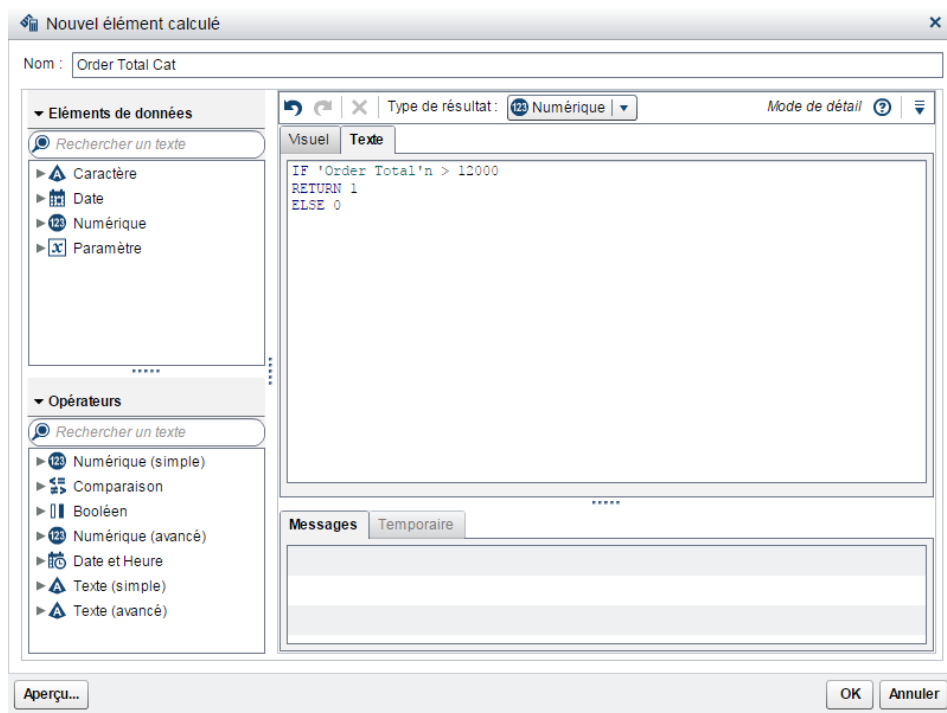 Nouvel élément calculé
Nom : Order Total Cat
Eléments de données
Rechercher un texte
Caractère
Date
Numérique
Paramètre
Opérateurs
Rechercher un texte
Numérique (simple)
Comparaison
Booléen
Numérique (avancé)
Date et Heure
Texte (simple)
Texte (avancé)
Type de résultat : 123 Numérique
Mode de détail ?
Visuel Texte
IF 'Order Total'n > 12000
RETURN 1
ELSE 0
Messages Temporaire
Aperçu... OK Annuler